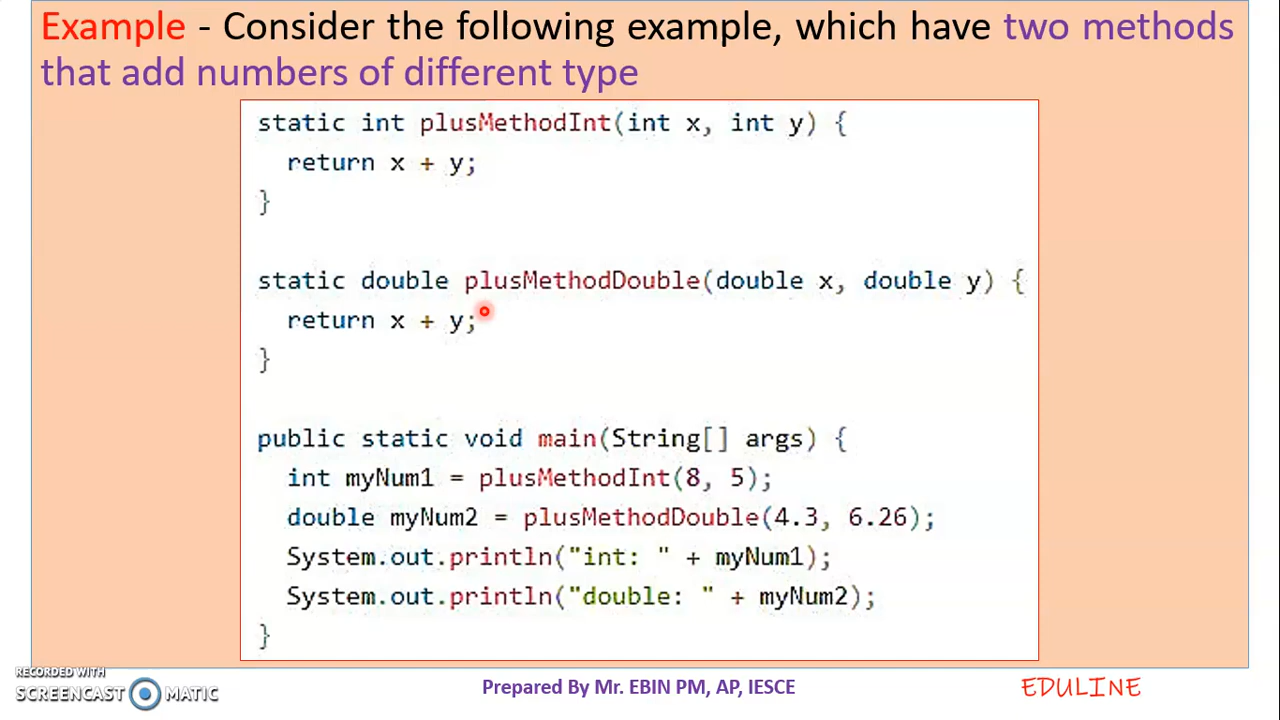 Example - Consider the following example, which have two methods
that add numbers of different type
static int plusMethodInt(int x, int y) {
return x + y;
}
static double plusMethodDouble(double x, double y) {
return x + y;
}
public static void main(String[] args) {
int myNum1 = plusMethodInt(8, 5);
double myNum2 = plusMethodDouble(4.3, 6.26);
System.out.println("int: " + myNum1);
System.out.println("double: " + myNum2);
}
RECORDED WITH
SCREENCAST MATIC
Prepared By Mr. EBIN PM, AP, IESCE
EDULINE